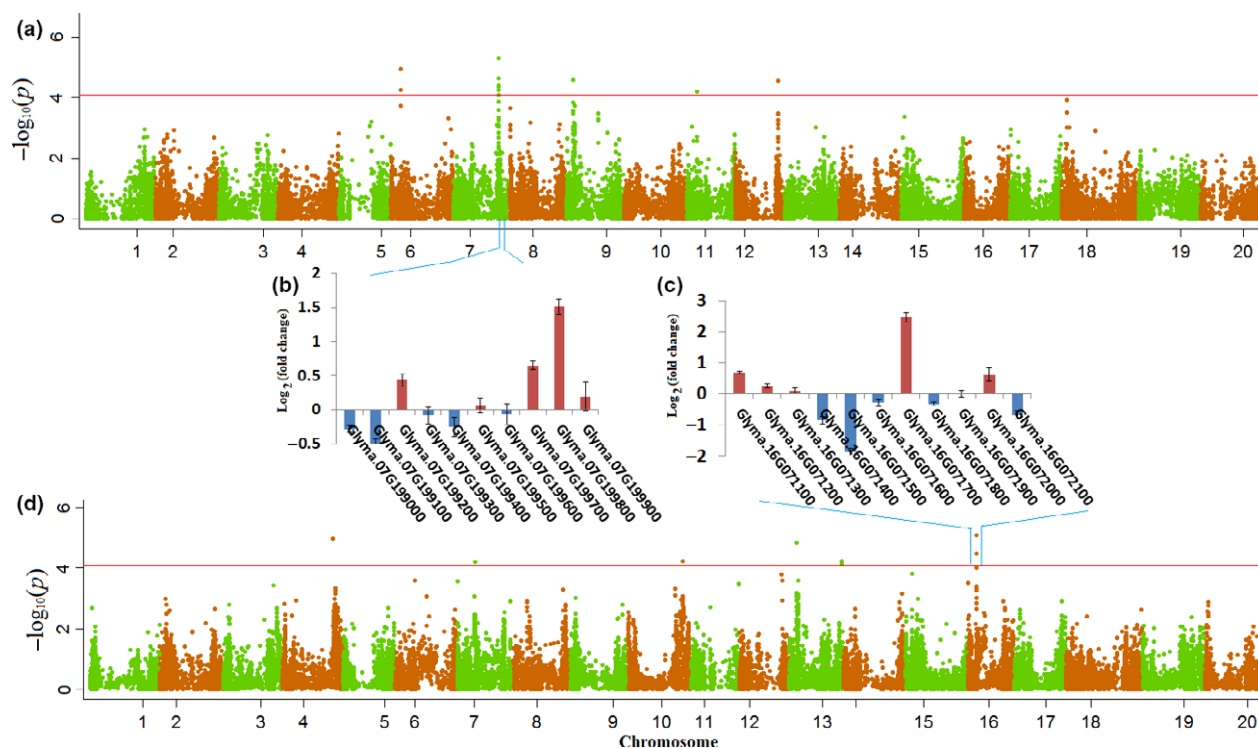 (a)
6
4
2
0
−log₁₀(p)
1 2 3 4 5 6 7 8 9 10 11 12 13 14 15 16 17 18 19 20
(b)
2
1.5
1
0.5
0
−0.5
Log 2 (fold change)
Glyma.07G199000
Glyma.07G199100
Glyma.07G199200
Glyma.07G199300
Glyma.07G199400
Glyma.07G199500
Glyma.07G199600
Glyma.07G199700
Glyma.07G199800
Glyma.07G199900
(c)
3
2
1
0
−1
−2
Log 2 (fold change)
Glyma.16G071100
Glyma.16G071200
Glyma.16G071300
Glyma.16G071400
Glyma.16G071500
Glyma.16G071600
Glyma.16G071700
Glyma.16G071800
Glyma.16G071900
Glyma.16G072000
Glyma.16G072100
(d)
6
4
2
0
−log₁₀(p)
1 2 3 4 5 6 7 8 9 10 11 12 13 14 15 16 17 18 19 20
Chromosome